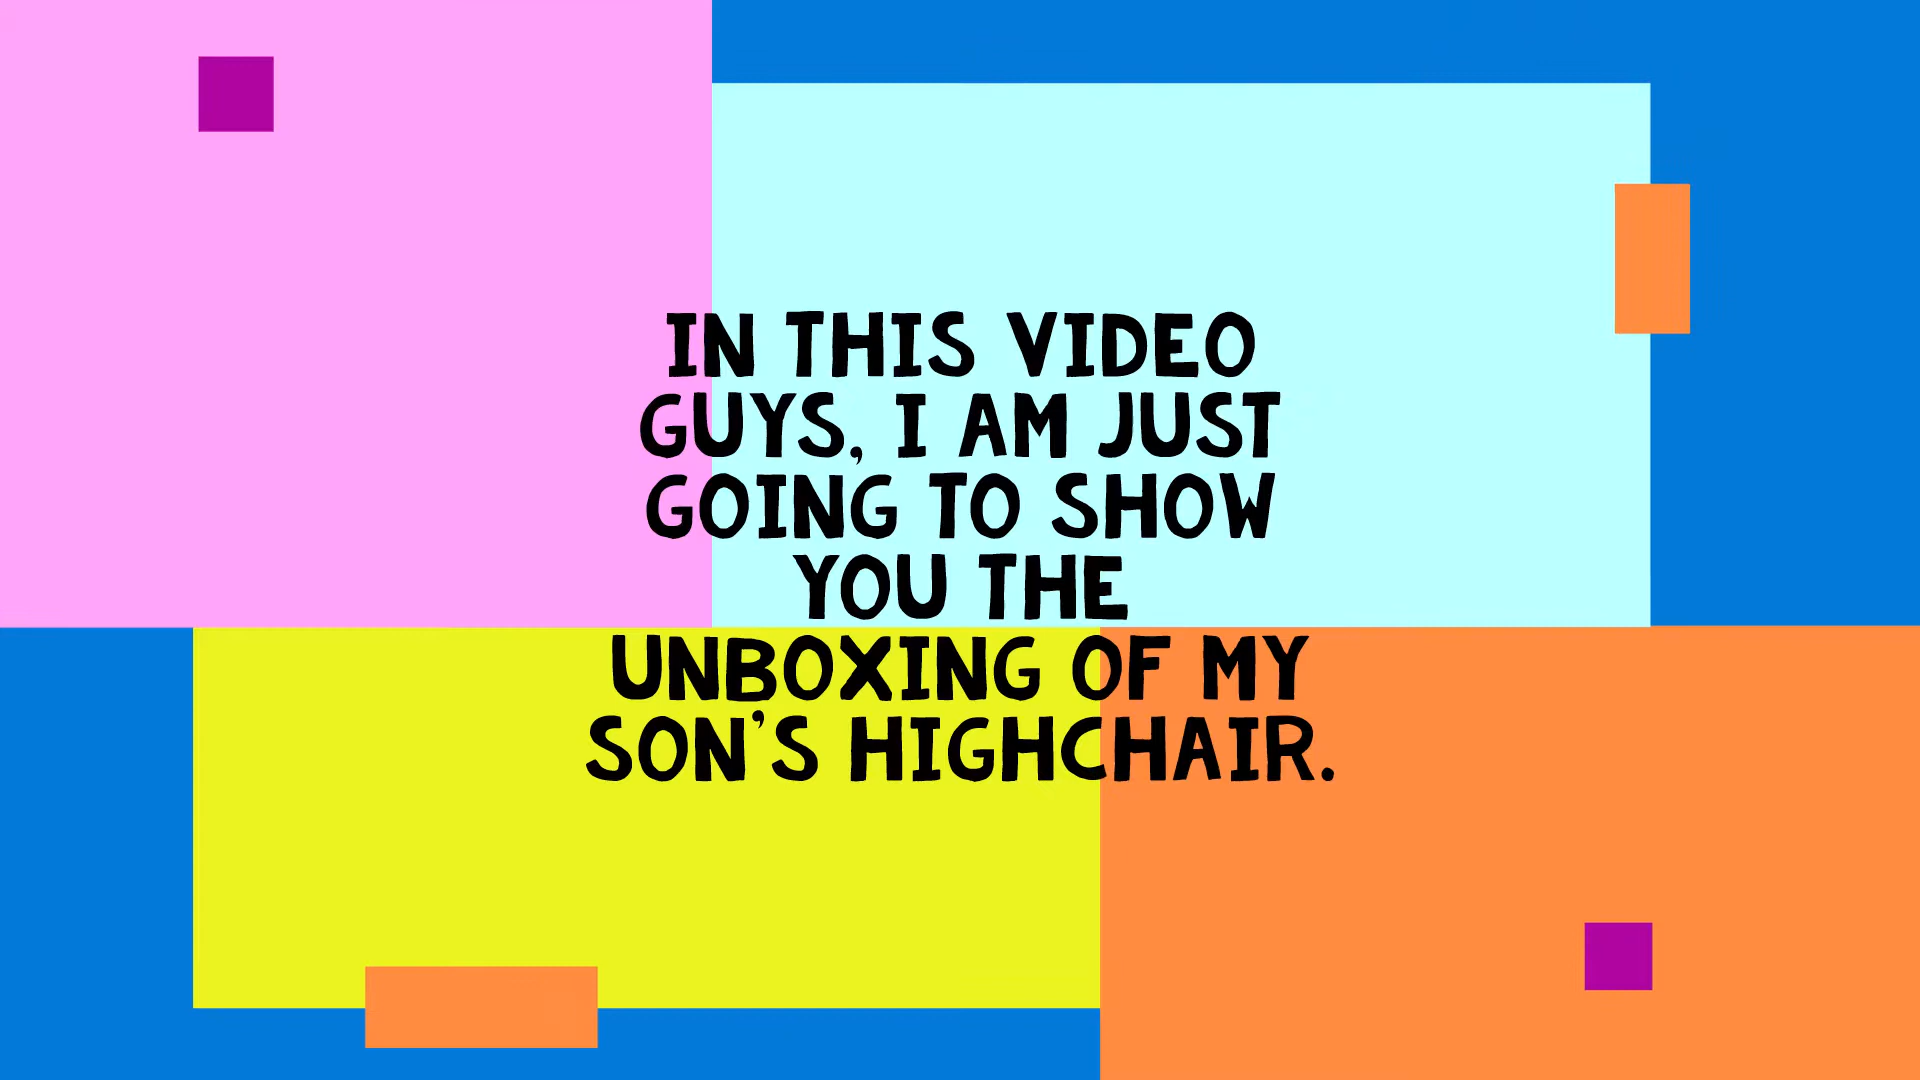 IN THIS VIDEO
GUYS, I AM JUST
GOING TO SHOW
YOU THE
UNBOXING OF MY
SON'S HIGHCHAIR.